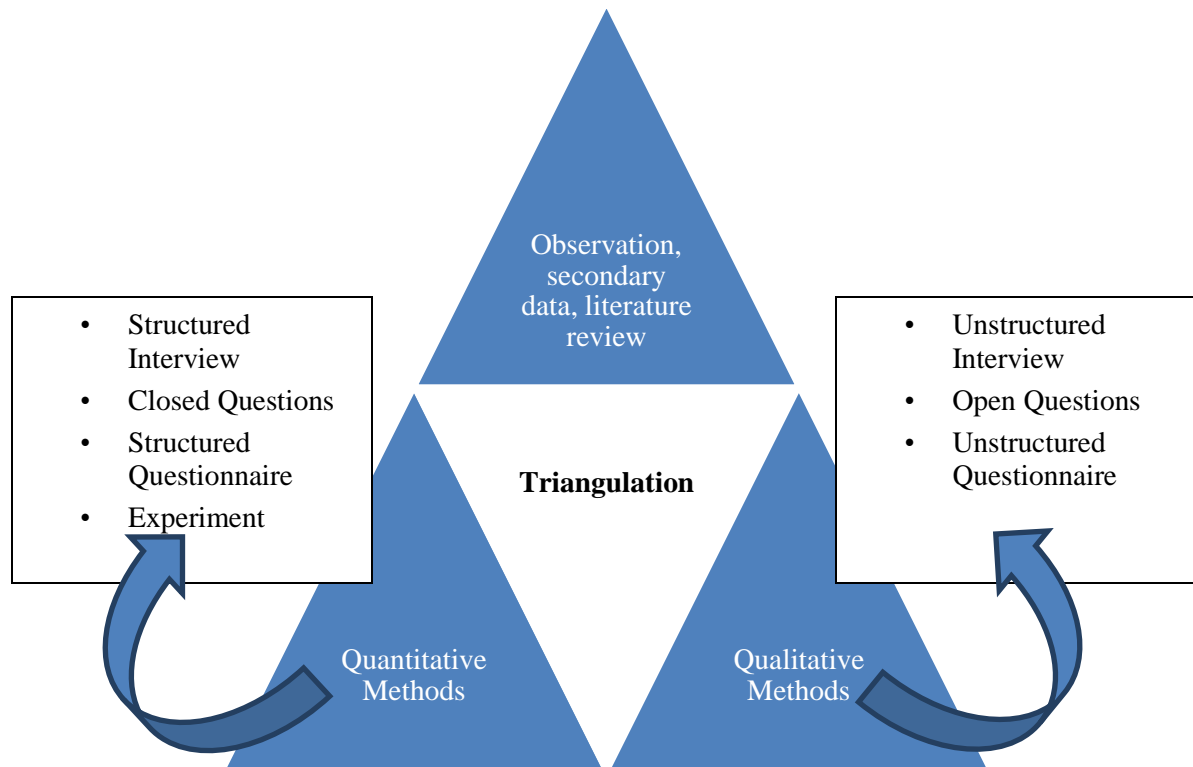 Observation,
secondary
data, literature
review
• Structured
Interview
• Closed Questions
• Structured
Questionnaire
• Experiment
• Unstructured
Interview
• Open Questions
• Unstructured
Questionnaire
Triangulation
Quantitative
Methods
Qualitative
Methods